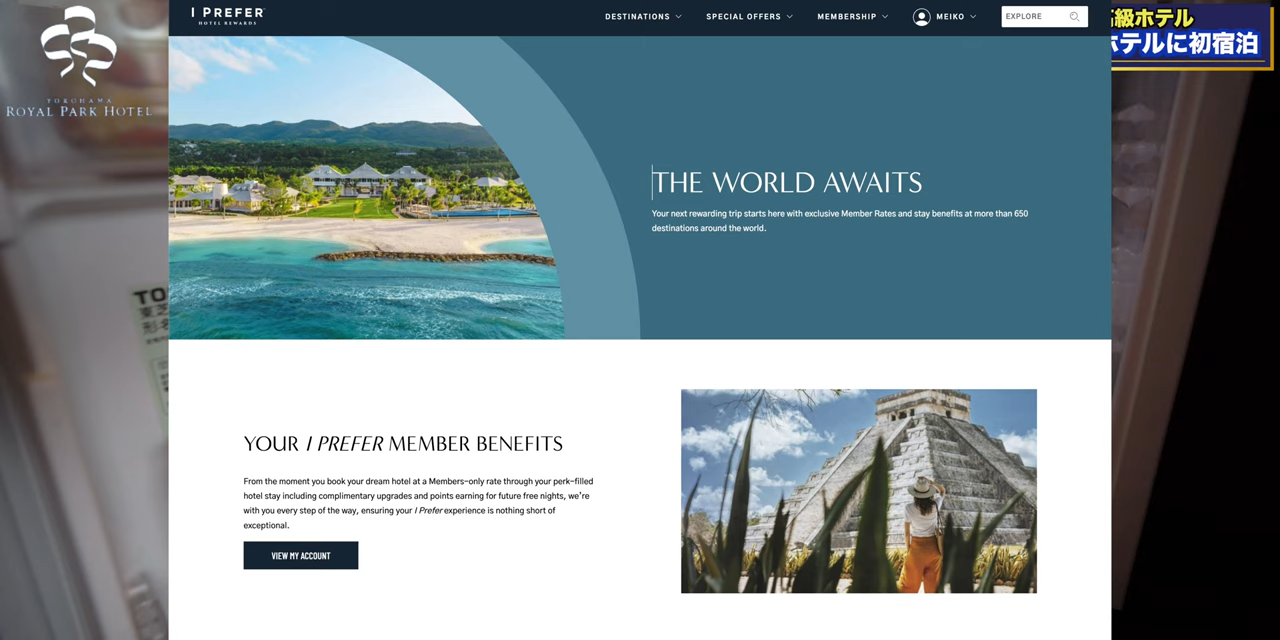 YOKOHAMA
ROYAL PARK HOTEL
I PREFER
HOTEL REWARDS
DESTINATIONS
SPECIAL OFFERS
MEMBERSHIP
MEIKO
EXPLORE
級ホテル
ホテルに初宿泊
THE WORLD AWAITS
Your next rewarding trip starts here with exclusive Member Rates and stay benefits at more than 650
destinations around the world.
TO
東芝
形名
YOUR I PREFER MEMBER BENEFITS
From the moment you book your dream hotel at a Members-only rate through your perk-filled
hotel stay including complimentary upgrades and points earning for future free nights, we're
with you every step of the way, ensuring your I Prefer experience is nothing short of
exceptional.
VIEW MY ACCOUNT